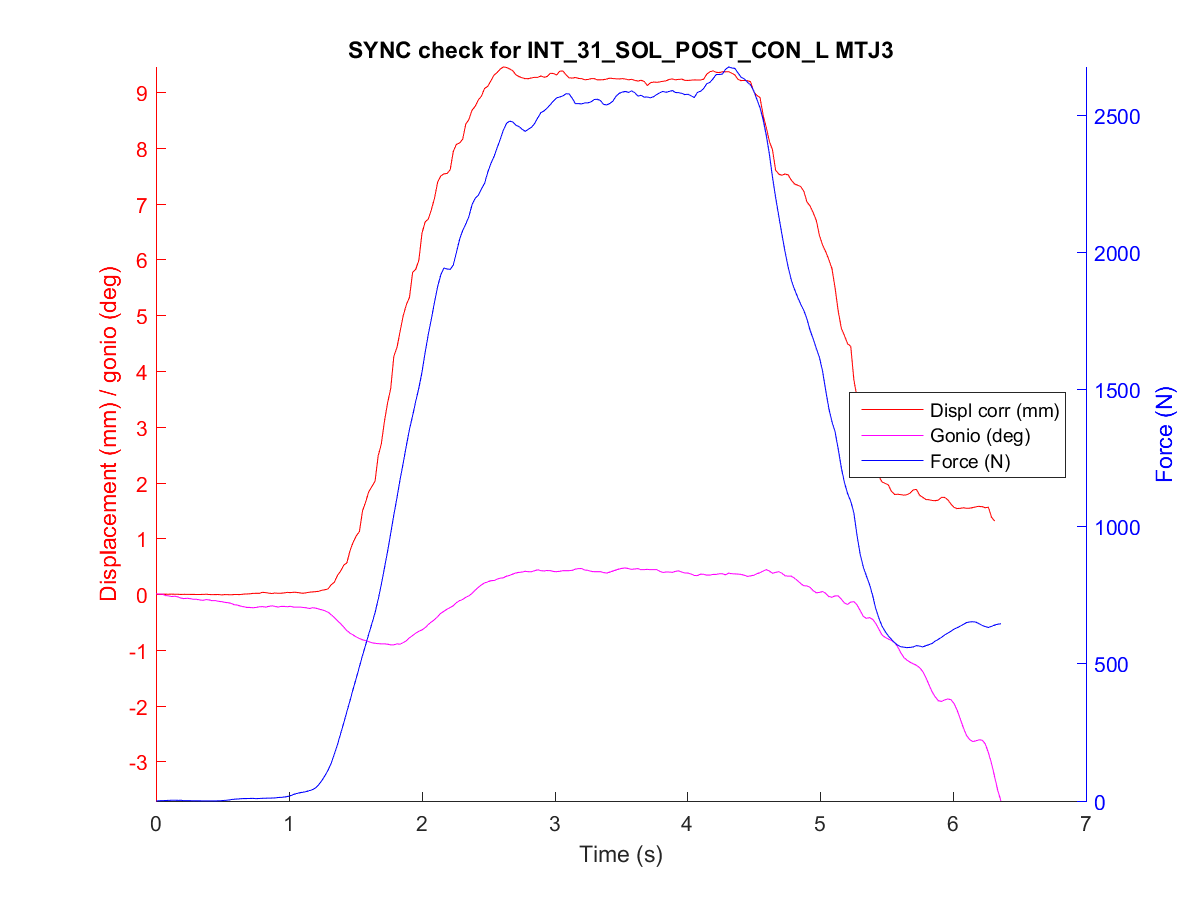 SYNC check for INT_31_SOL_POST_CON_L MTJ3
Displacement (mm) / gonio (deg)
9
8
7
6
5
4
3
2
1
0
-1
-2
-3
2500
2000
1500
1000
500
0
Force (N)
Displ corr (mm)
Gonio (deg)
Force (N)
0 1 2 3 4 5 6 7
Time (s)